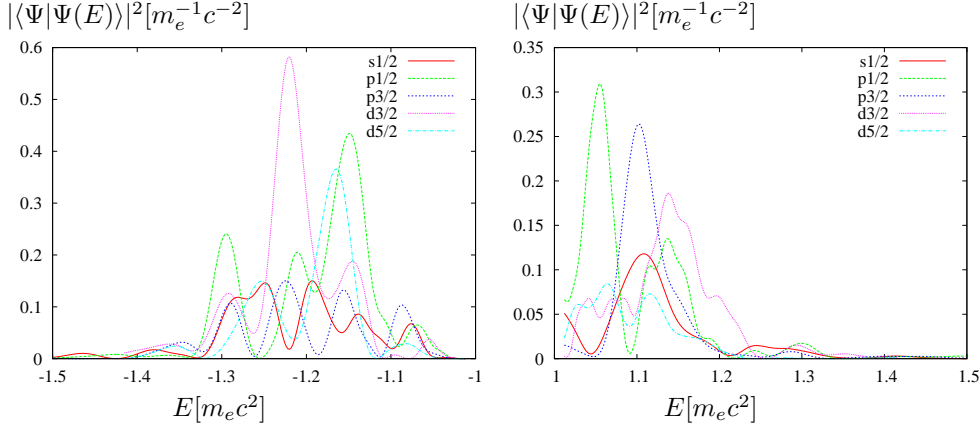 |⟨Ψ|Ψ(E)⟩|²[mₑ⁻¹c⁻²]
0.6
0.5
0.4
0.3
0.2
0.1
0
s1/2
p1/2
p3/2
d3/2
d5/2
-1.5 -1.4 -1.3 -1.2 -1.1 -1
E[mₑc²]
|⟨Ψ|Ψ(E)⟩|²[mₑ⁻¹c⁻²]
0.35
0.3
0.25
0.2
0.15
0.1
0.05
0
s1/2
p1/2
p3/2
d3/2
d5/2
1 1.1 1.2 1.3 1.4 1.5
E[mₑc²]